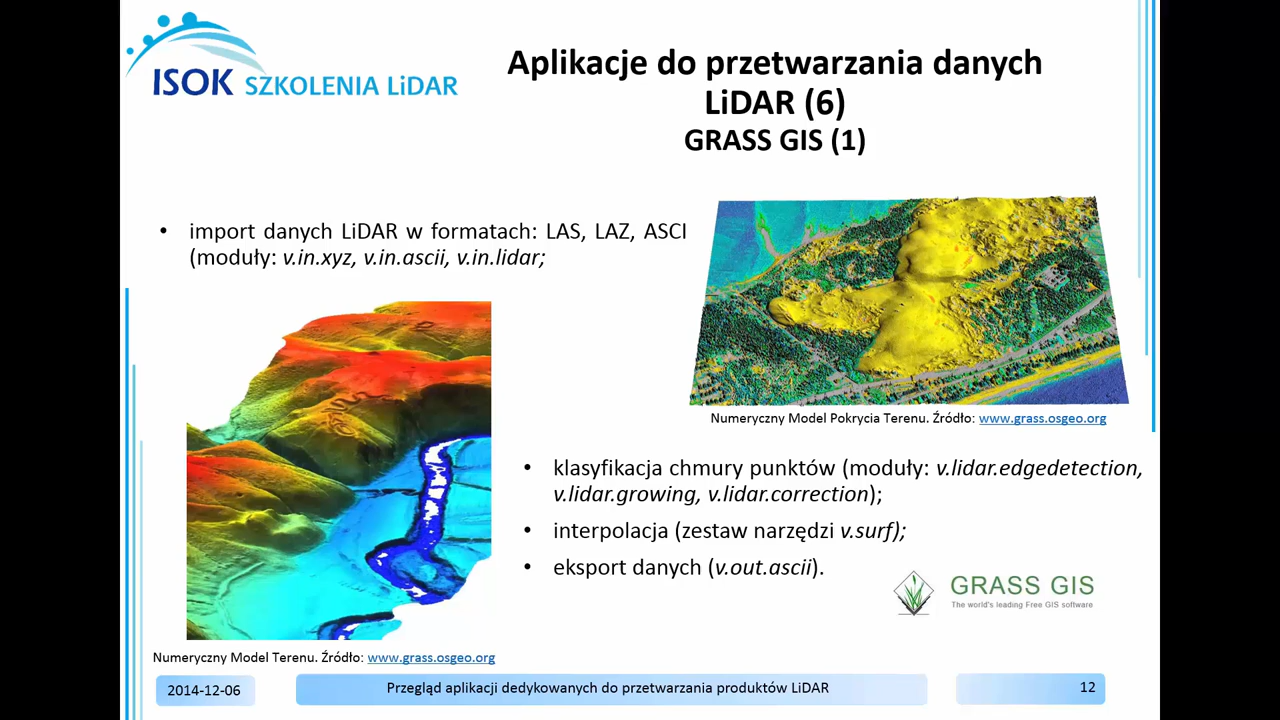 ISOK SZKOLENIA LiDAR
Aplikacje do przetwarzania danych
LiDAR (6)
GRASS GIS (1)
• import danych LiDAR w formatach: LAS, LAZ, ASCI
(moduły: v.in.xyz, v.in.ascii, v.in.lidar;
Numeryczny Model Pokrycia Terenu. Źródło: www.grass.osgeo.org
• klasyfikacja chmury punktów (moduły: v.lidar.edgedetection,
v.lidar.growing, v.lidar.correction);
• interpolacja (zestaw narzędzi v.surf);
• eksport danych (v.out.ascii).
GRASS GIS
The world's leading Free GIS software
Numeryczny Model Terenu. Źródło: www.grass.osgeo.org
2014-12-06
Przegląd aplikacji dedykowanych do przetwarzania produktów LiDAR
12